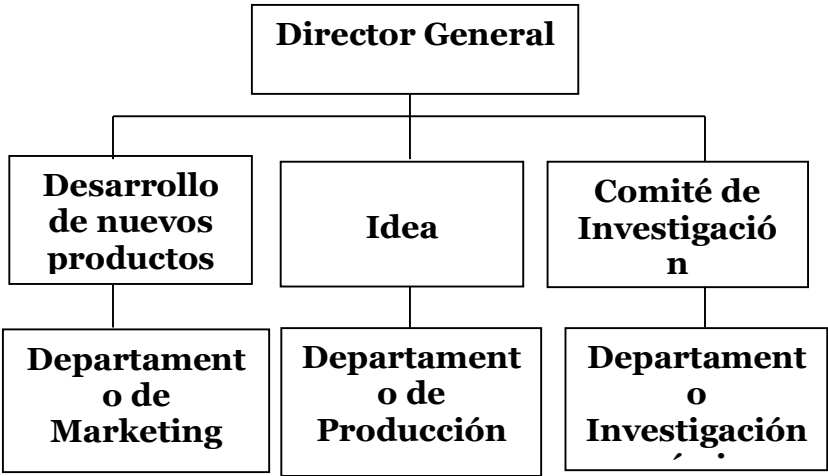 Director General
Desarrollo
de nuevos
productos
Idea
Comité de
Investigació
n
Departament
o de
Marketing
Departament
o de
Producción
Departament
o
Investigación